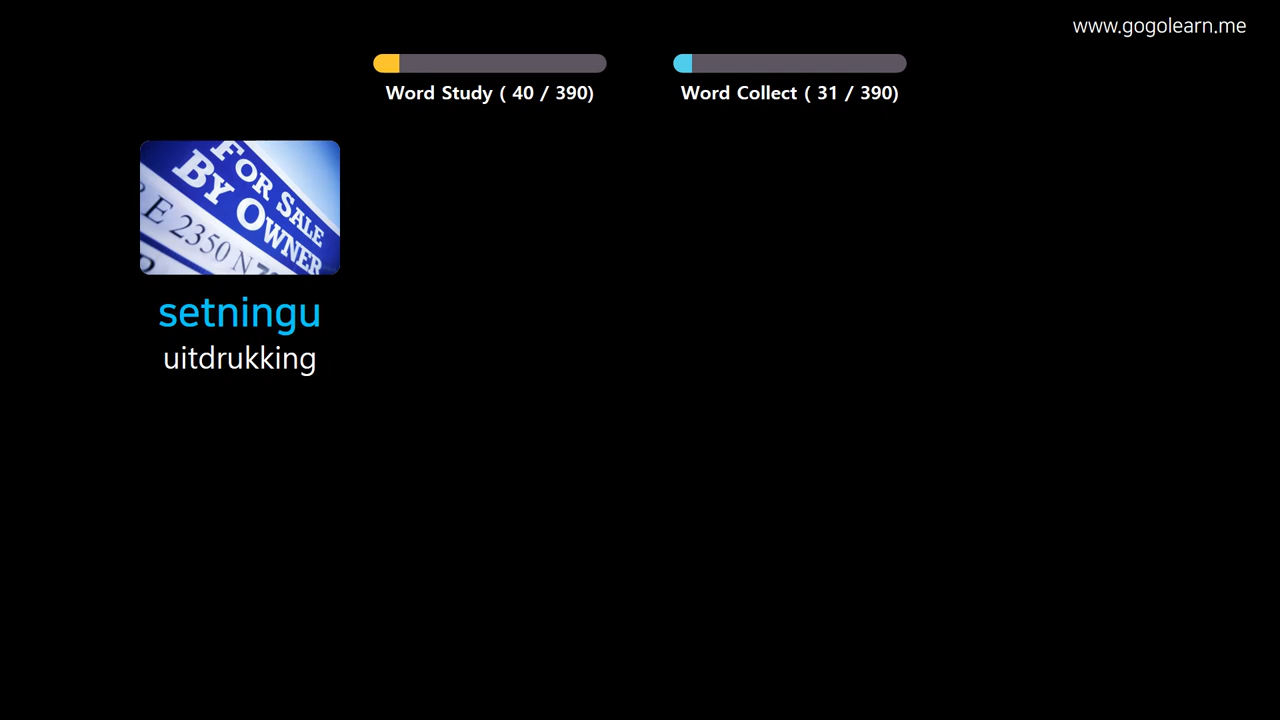 www.gogolearn.me
Word Study ( 40 / 390)
Word Collect ( 31 / 390)
FOR SALE
BY OWNER
E 2350 N
setningu
uitdrukking